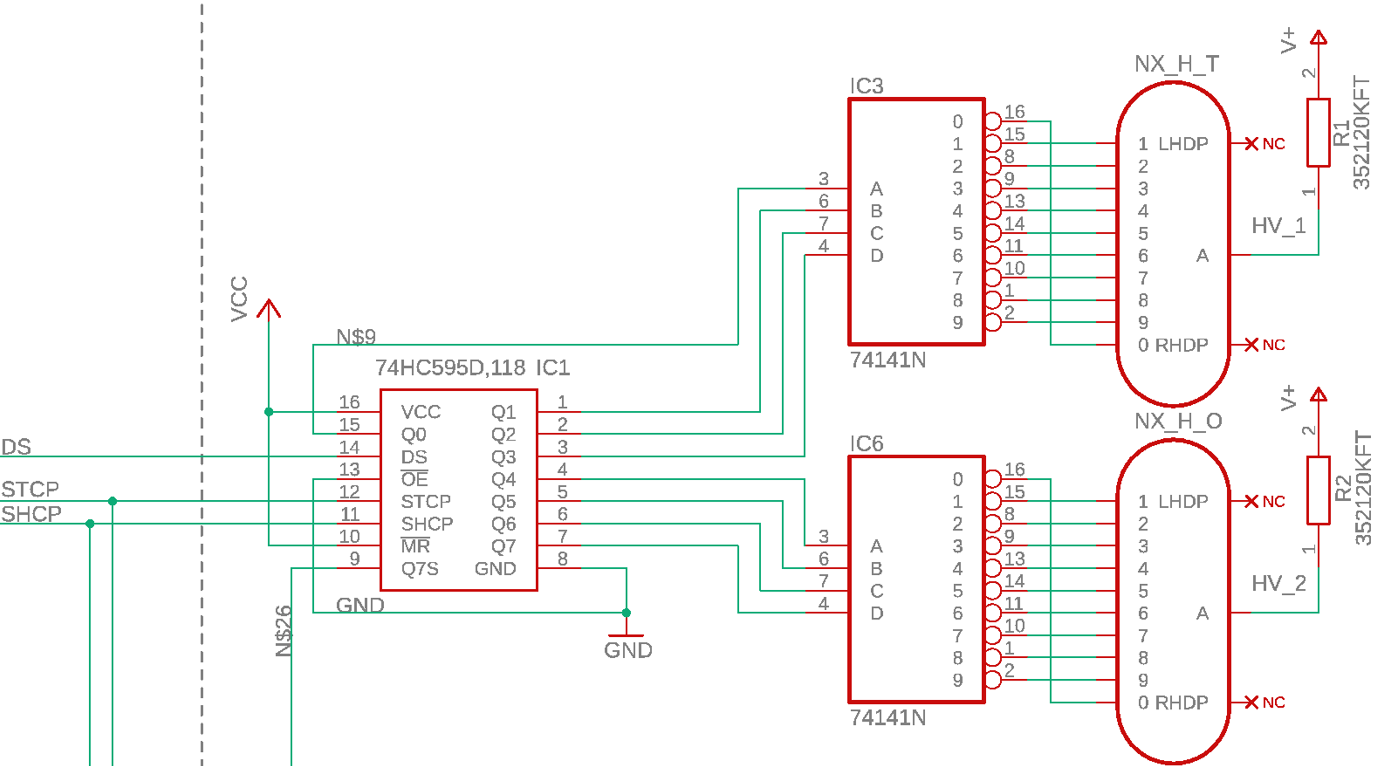 V+
NX_H_T
2
IC3
0 16
1 15 1 LHDP NC
2 8 2
3 A 3 9 3
6 B 4 13 4
7 C 5 14 5
4 D 6 11 6 A
7 10 7
8 1 8
9 2 9
0 RHDP NC
74141N
1
R1
352120KFT
HV_1
VCC
N$9
74HC595D,118 IC1
16 VCC Q1 1
15 Q0 Q2 2
DS 14 DS Q3 3
13 OE Q4 4
STCP 12 STCP Q5 5
SHCP 11 SHCP Q6 6
10 MR Q7 7
9 Q7S GND 8
GND
N$26
GND
V+
NX_H_O
2
IC6
0 16
1 15 1 LHDP NC
2 8 2
3 A 3 9 3
6 B 4 13 4
7 C 5 14 5
4 D 6 11 6 A
7 10 7
8 1 8
9 2 9
0 RHDP NC
74141N
1
R2
352120KFT
HV_2